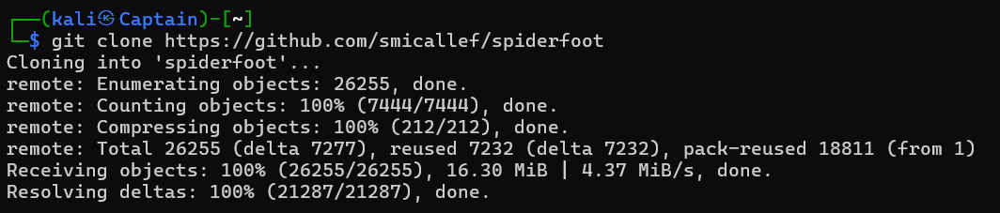 ┌──(kali㉿Captain)-[~]
└─$ git clone https://github.com/smicallef/spiderfoot
Cloning into 'spiderfoot'...
remote: Enumerating objects: 26255, done.
remote: Counting objects: 100% (7444/7444), done.
remote: Compressing objects: 100% (212/212), done.
remote: Total 26255 (delta 7277), reused 7232 (delta 7232), pack-reused 18811 (from 1)
Receiving objects: 100% (26255/26255), 16.30 MiB | 4.37 MiB/s, done.
Resolving deltas: 100% (21287/21287), done.